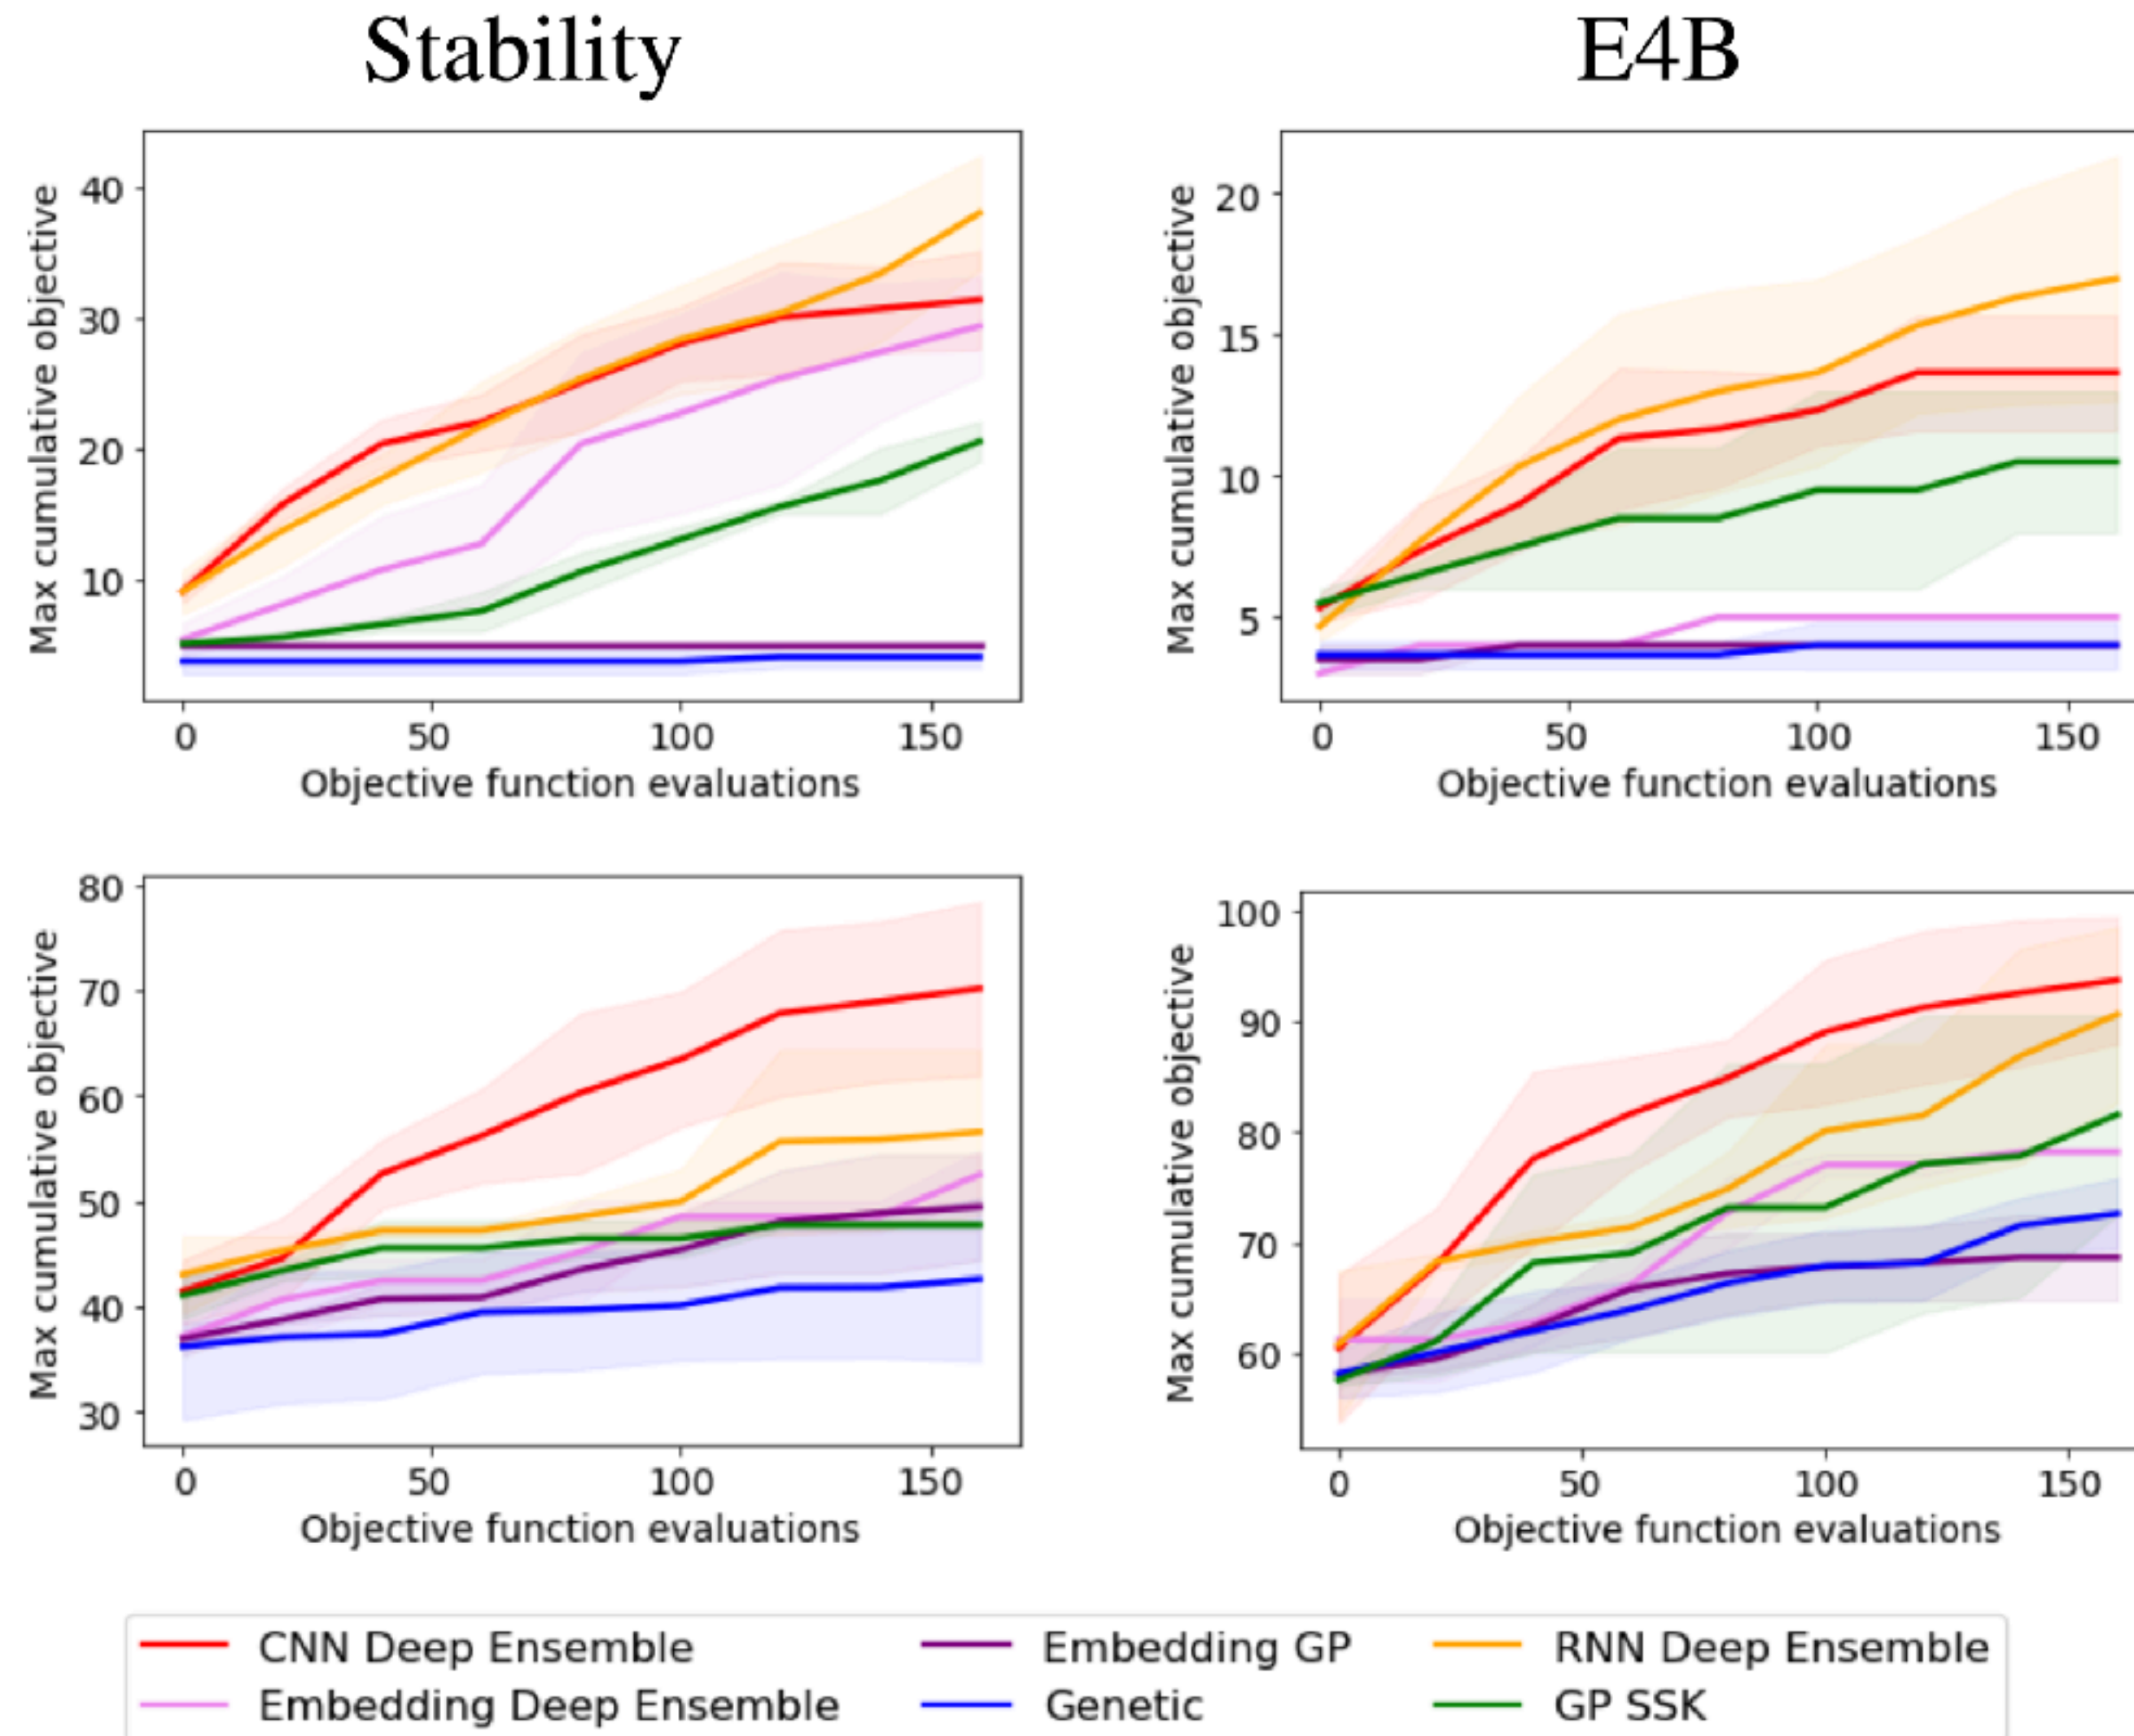 Stability
E4B
Max cumulative objective
40
30
20
10
0 50 100 150
Objective function evaluations
Max cumulative objective
20
15
10
5
0 50 100 150
Objective function evaluations
Max cumulative objective
80
70
60
50
40
30
0 50 100 150
Objective function evaluations
Max cumulative objective
100
90
80
70
60
0 50 100 150
Objective function evaluations
CNN Deep Ensemble
Embedding Deep Ensemble
Embedding GP
Genetic
RNN Deep Ensemble
GP SSK